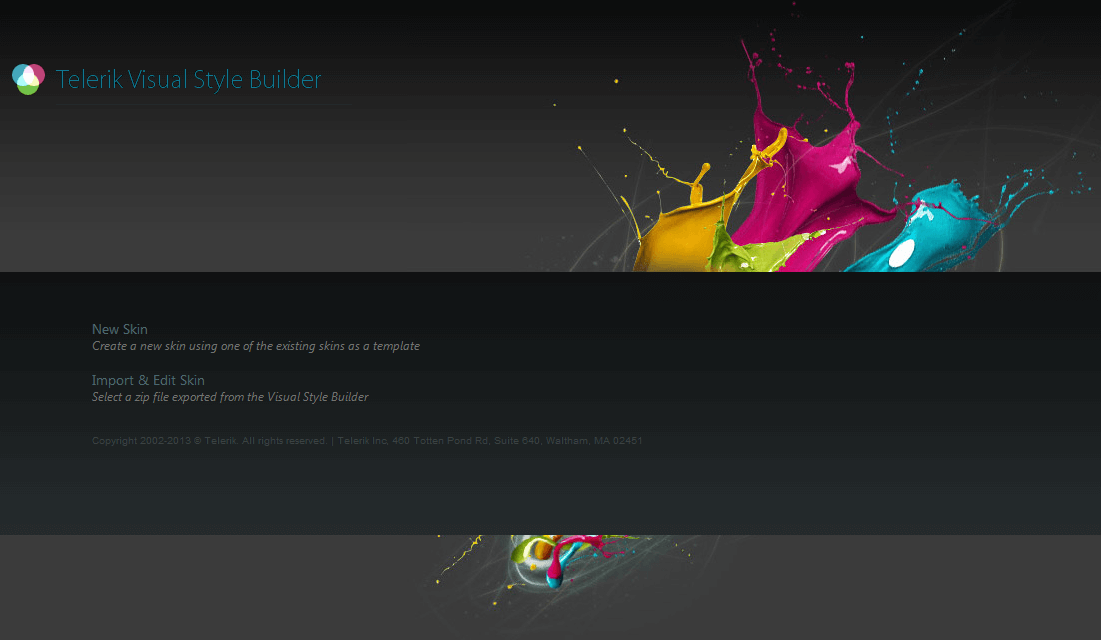 Telerik Visual Style Builder
New Skin
Create a new skin using one of the existing skins as a template
Import & Edit Skin
Select a zip file exported from the Visual Style Builder
Copyright 2002-2013 © Telerik. All rights reserved. | Telerik Inc, 460 Totten Pond Rd, Suite 640, Waltham, MA 02451